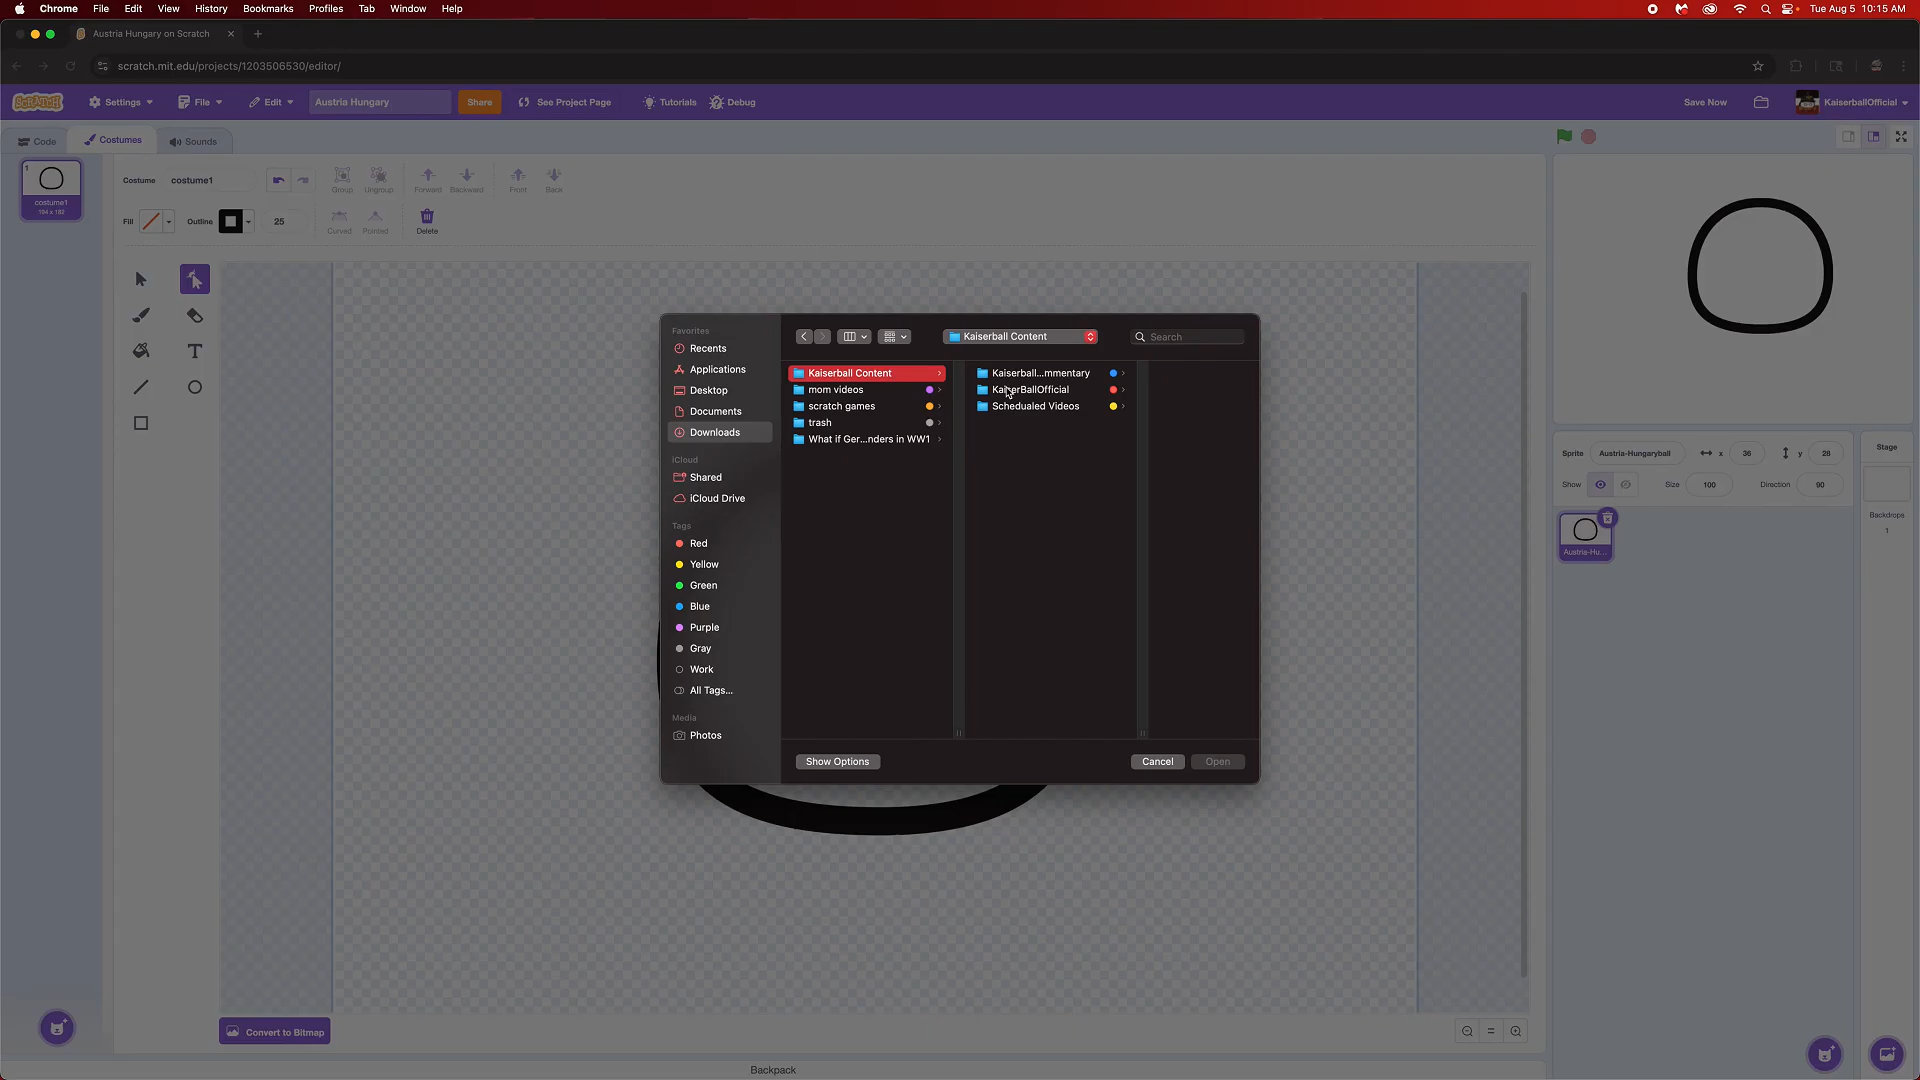 Chrome File Edit View History Bookmarks Profiles Tab Window Help Tue Aug 5 10:15 AM
Austria Hungary on Scratch
scratch.mit.edu/projects/1203506530/editor/
SCRATCH Settings File Edit Austria Hungary Share See Project Page Tutorials Debug Save Now KaiserballOfficial
Code Costumes Sounds
1
costume1
194 x 182
Costume costume1 Group Ungroup Forward Backward Front Back
Fill Outline 25 Curved Pointed Delete
Favorites
Recents
Applications
Desktop
Documents
Downloads
iCloud
Shared
iCloud Drive
Tags
Red
Yellow
Green
Blue
Purple
Gray
Work
All Tags...
Media
Photos
Kaiserball Content Search
Kaiserball Content
mom videos
scratch games
trash
What if Ger...nders in WW1
Kaiserball...mmentary
KaiserBallOfficial
Schedualed Videos
Show Options Cancel Open
Sprite Austria-Hungaryball x 36 y 28
Show Size 100 Direction 90
Austria-Hu...
Stage
Backdrops
1
Convert to Bitmap
Backpack